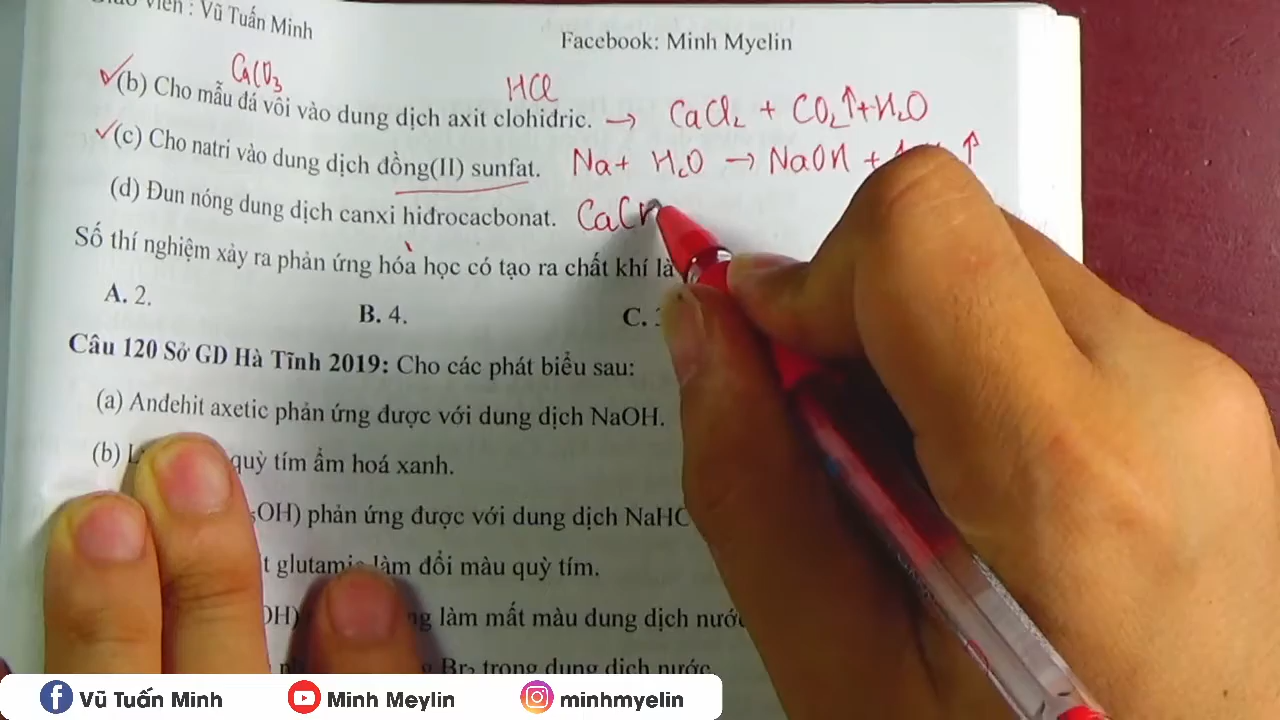 viên : Vũ Tuấn Minh
Facebook: Minh Myelin
CaCO3 HCl
(b) Cho mẫu đá vôi vào dung dịch axit clohiđric. → CaCl2 + CO2↑+H2O
(c) Cho natri vào dung dịch đồng(II) sunfat. Na+ H2O → NaOH + ↑
(d) Đun nóng dung dịch canxi hiđrocacbonat.
Số thí nghiệm xảy ra phản ứng hóa học có tạo ra chất khí là
A. 2. B. 4. C.
Câu 120 Sở GD Hà Tĩnh 2019: Cho các phát biểu sau:
(a) Andehit axetic phản ứng được với dung dịch NaOH.
(b) quỳ tím ẩm hoá xanh.
OH) phản ứng được với dung dịch
glutamic làm đổi màu quỳ tím.
OH) làm mất màu dung dịch nước
Br2 trong dung dịch nước.
Vũ Tuấn Minh Minh Meylin minhmyelin